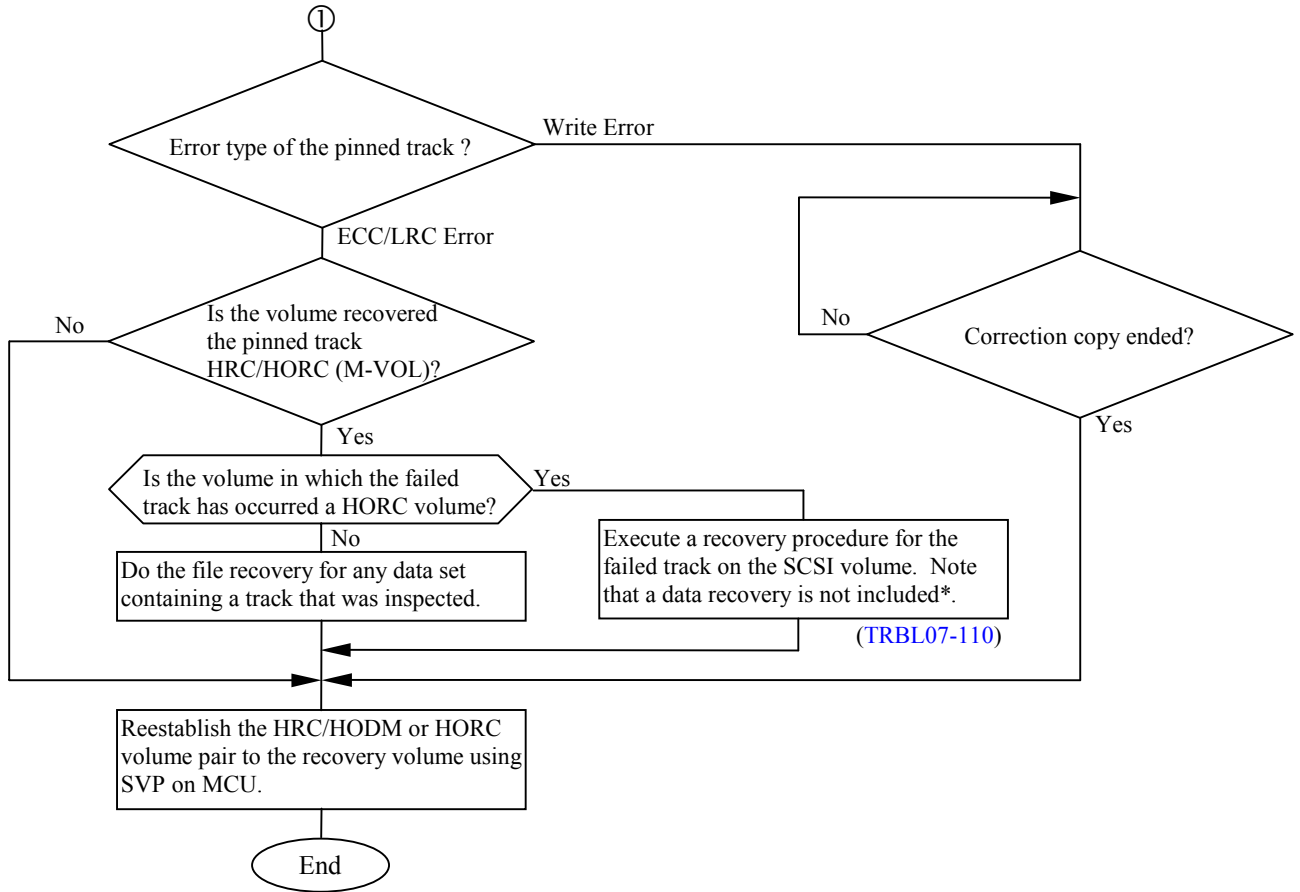 ①
Error type of the pinned track ?
Write Error
ECC/LRC Error
Is the volume recovered
the pinned track
HRC/HORC (M-VOL)?
No
Yes
No
Correction copy ended?
Yes
Is the volume in which the failed
track has occurred a HORC volume?
Yes
No
Do the file recovery for any data set
containing a track that was inspected.
Execute a recovery procedure for the
failed track on the SCSI volume.  Note
that a data recovery is not included*.
(TRBL07-110)
Reestablish the HRC/HODM or HORC
volume pair to the recovery volume using
SVP on MCU.
End